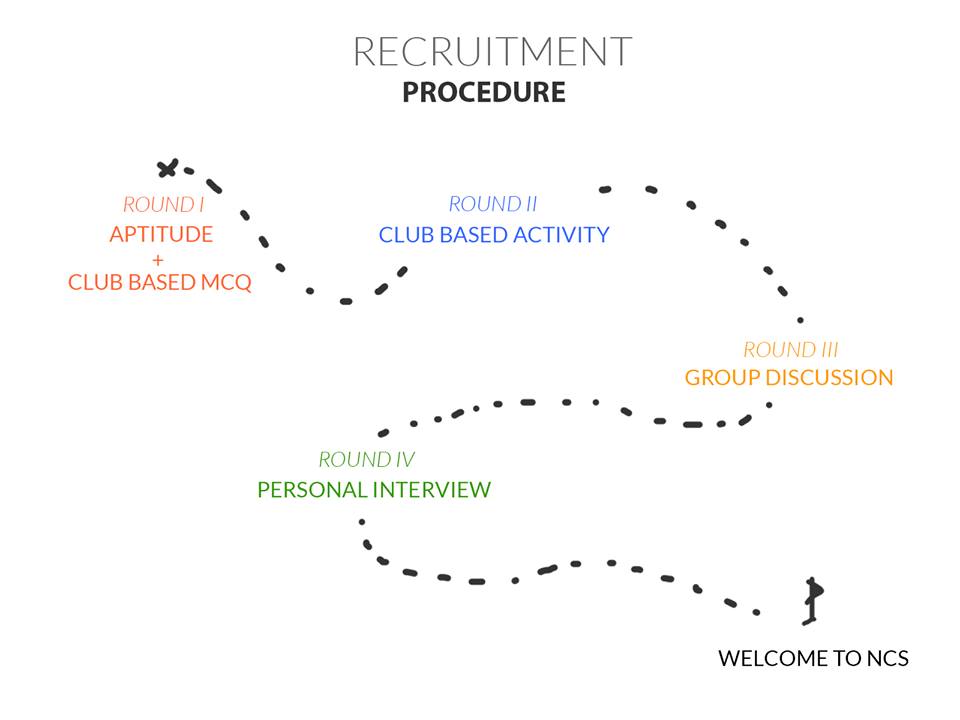 RECRUITMENT
PROCEDURE
ROUND I
APTITUDE
+
CLUB BASED MCQ
ROUND II
CLUB BASED ACTIVITY
ROUND III
GROUP DISCUSSION
ROUND IV
PERSONAL INTERVIEW
WELCOME TO NCS